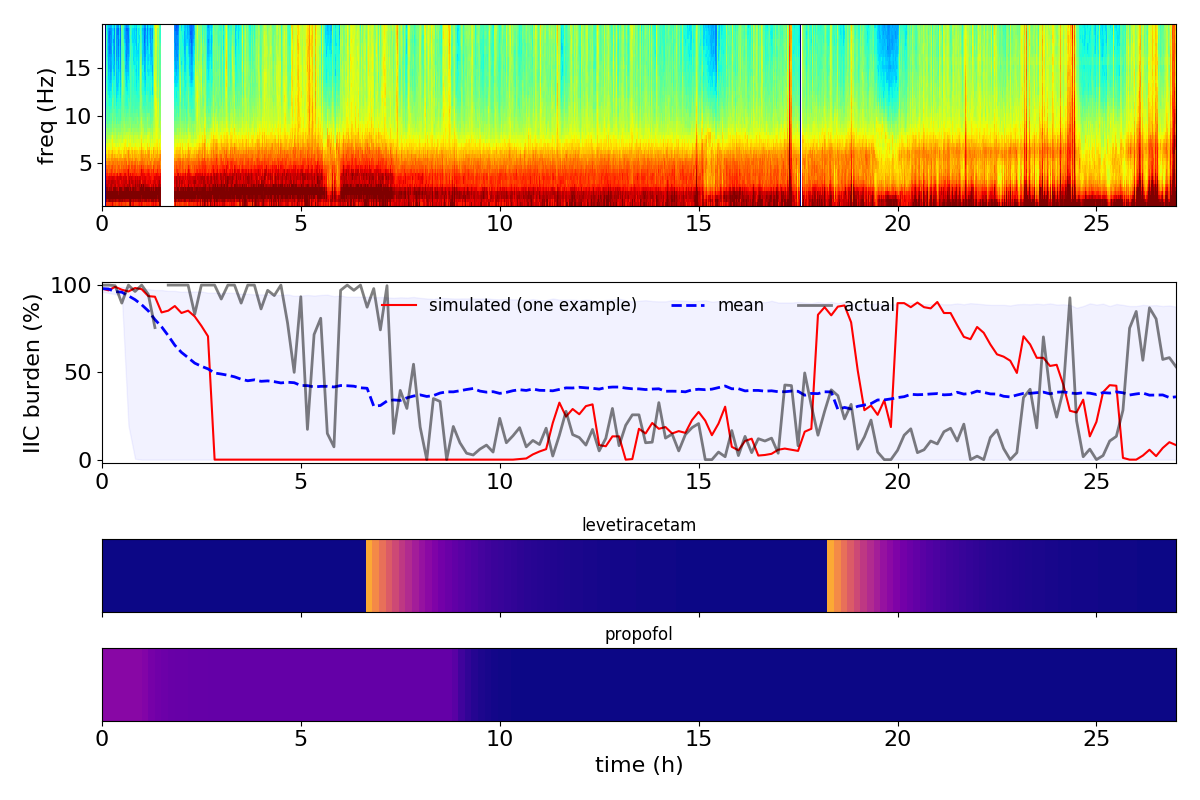 freq (Hz)
15
10
5
0 5 10 15 20 25
IIC burden (%)
100
50
0
simulated (one example) mean actual
0 5 10 15 20 25
levetiracetam
propofol
0 5 10 15 20 25
time (h)